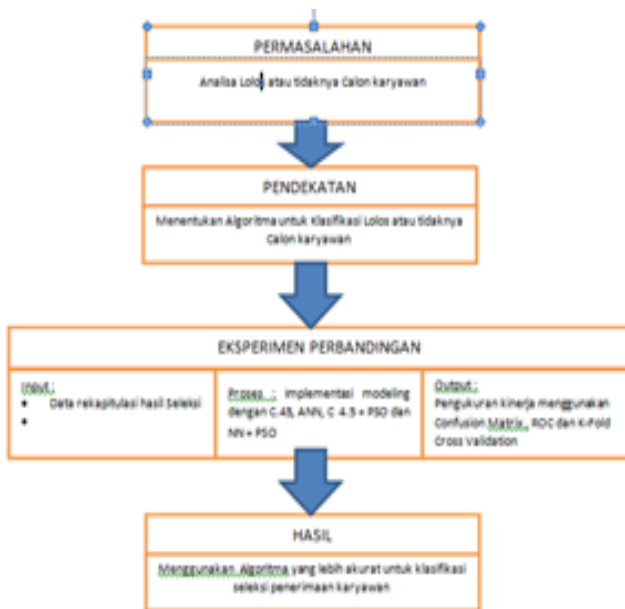 PERMASALAHAN
Analisa Lolos atau tidaknya Calon karyawan
PENDEKATAN
Menentukan Algoritma untuk Klasifikasi Lolos atau tidaknya
Calon karyawan
EKSPERIMEN PERBANDINGAN
Input :
Data rekapitulasi hasil Seleksi
Proses : Implementasi modeling
dengan C.45, ANN, C 4.5 + PSO dan
NN + PSO
Output :
Pengukuran kinerja menggunakan
Confusion Matrix., ROC dan K-Fold
Cross Validation
HASIL
Menggunakan Algoritma yang lebih akurat untuk klasifikasi
seleksi penerimaan karyawan